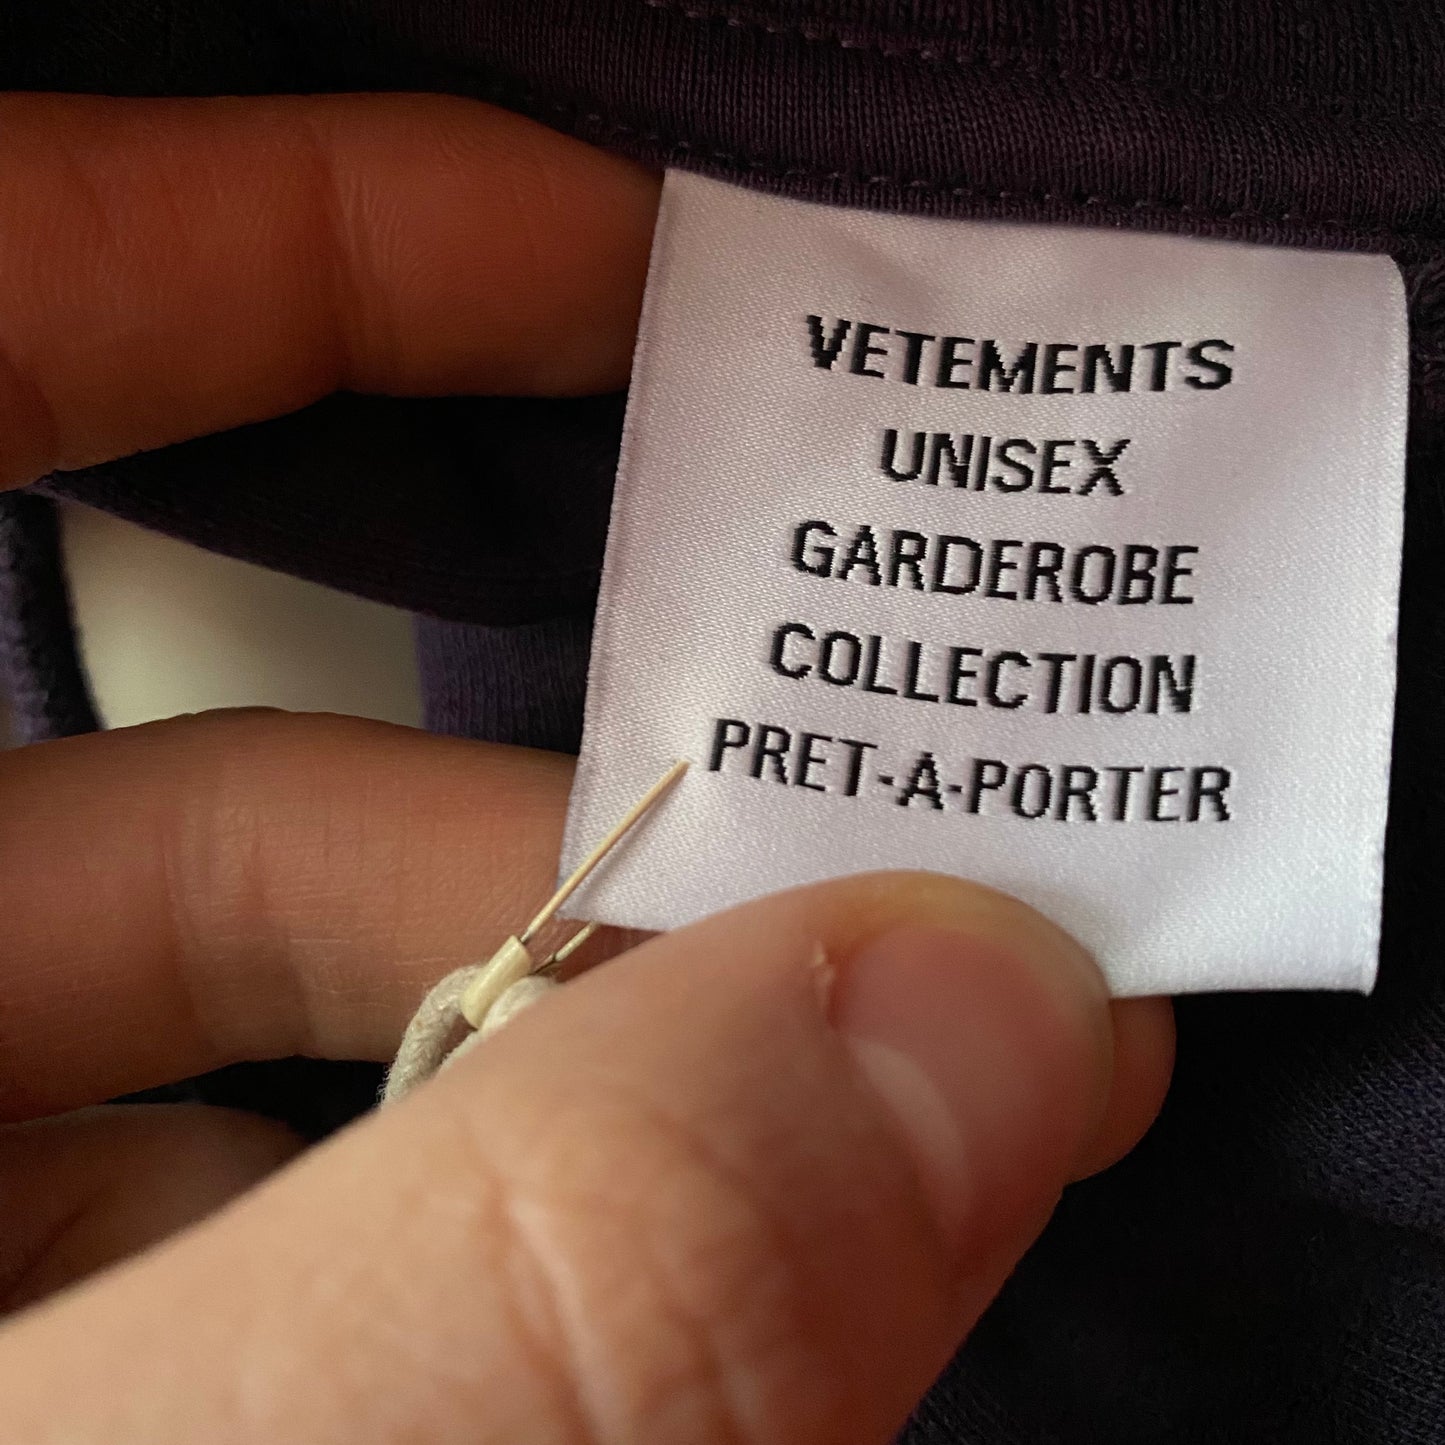 VETEMENTS
UNISEX
GARDEROBE
COLLECTION
PRET-A-PORTER